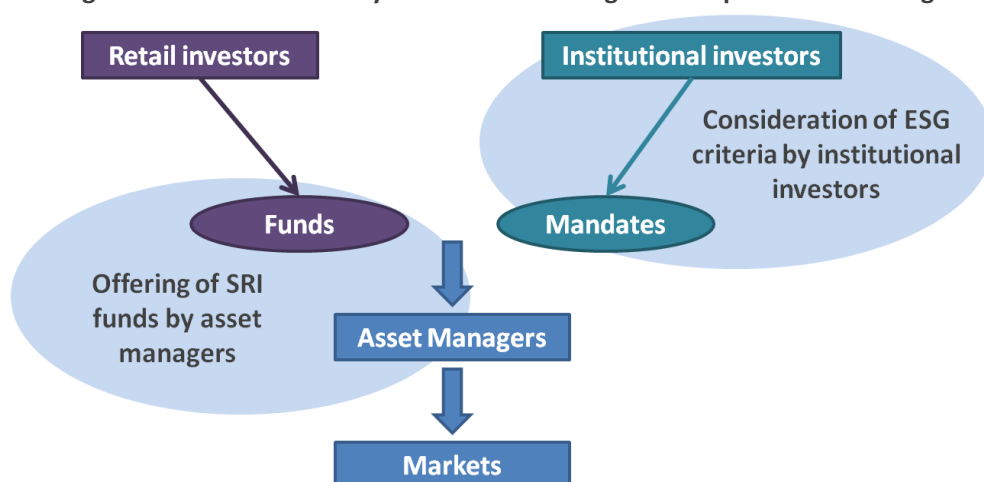 Retail investors
Institutional investors
Consideration of ESG
criteria by institutional
investors
Funds
Mandates
Offering of SRI
funds by asset
managers
Asset Managers
Markets